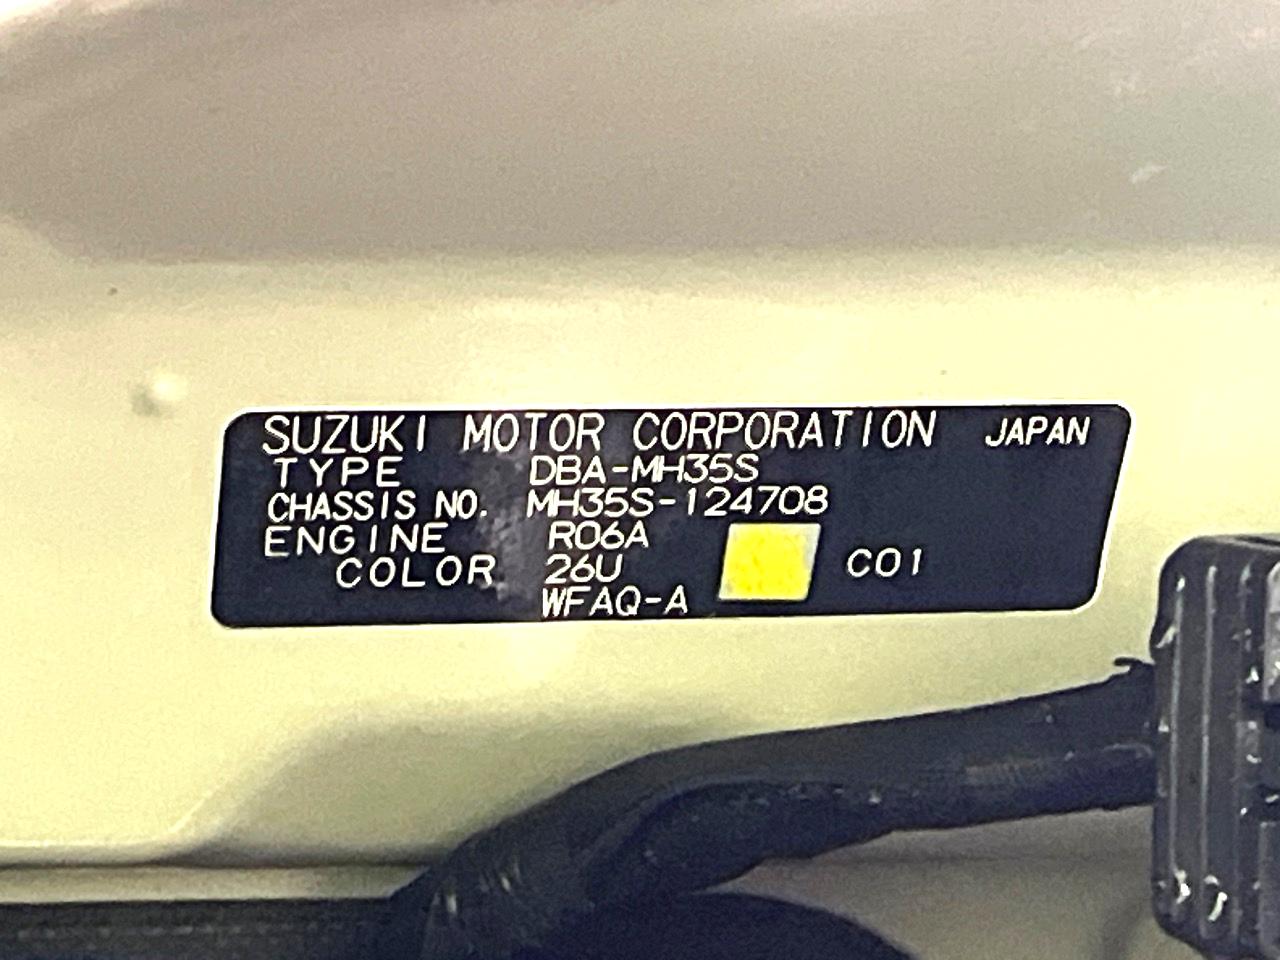 SUZUKI MOTOR CORPORATION JAPAN
TYPE DBA-MH35S
CHASSIS NO. MH35S-124708
ENGINE R06A
COLOR 26U C01
WFAQ-A